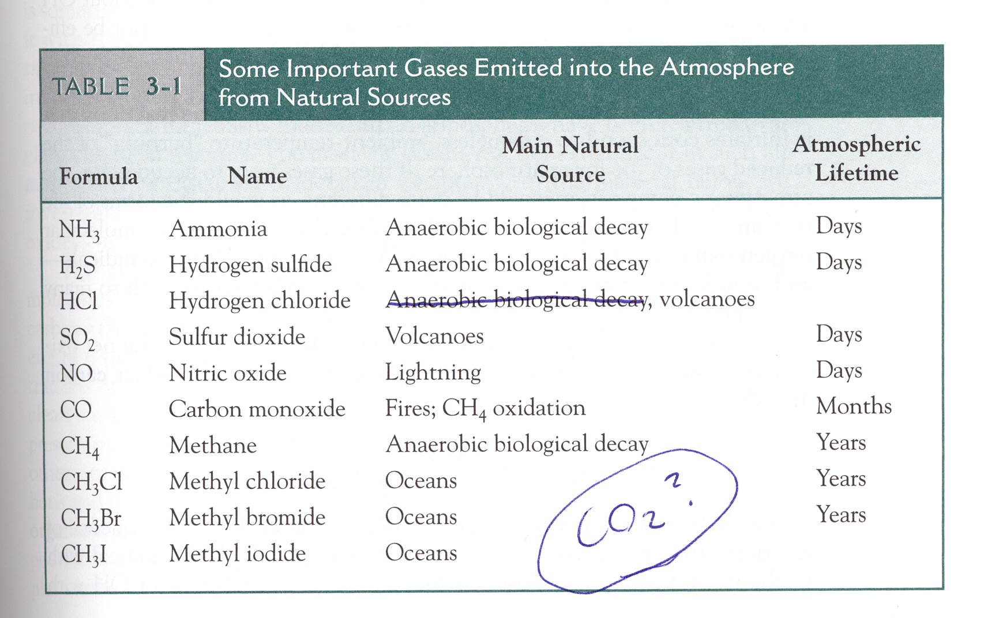 TABLE 3-1
Some Important Gases Emitted into the Atmosphere
from Natural Sources
Formula Name Main Natural Source Atmospheric Lifetime
NH₃ Ammonia Anaerobic biological decay Days
H₂S Hydrogen sulfide Anaerobic biological decay Days
HCl Hydrogen chloride Anaerobic biological decay, volcanoes
SO₂ Sulfur dioxide Volcanoes Days
NO Nitric oxide Lightning Days
CO Carbon monoxide Fires; CH₄ oxidation Months
CH₄ Methane Anaerobic biological decay Years
CH₃Cl Methyl chloride Oceans Years
CH₃Br Methyl bromide Oceans Years
CH₃I Methyl iodide Oceans
CO₂?